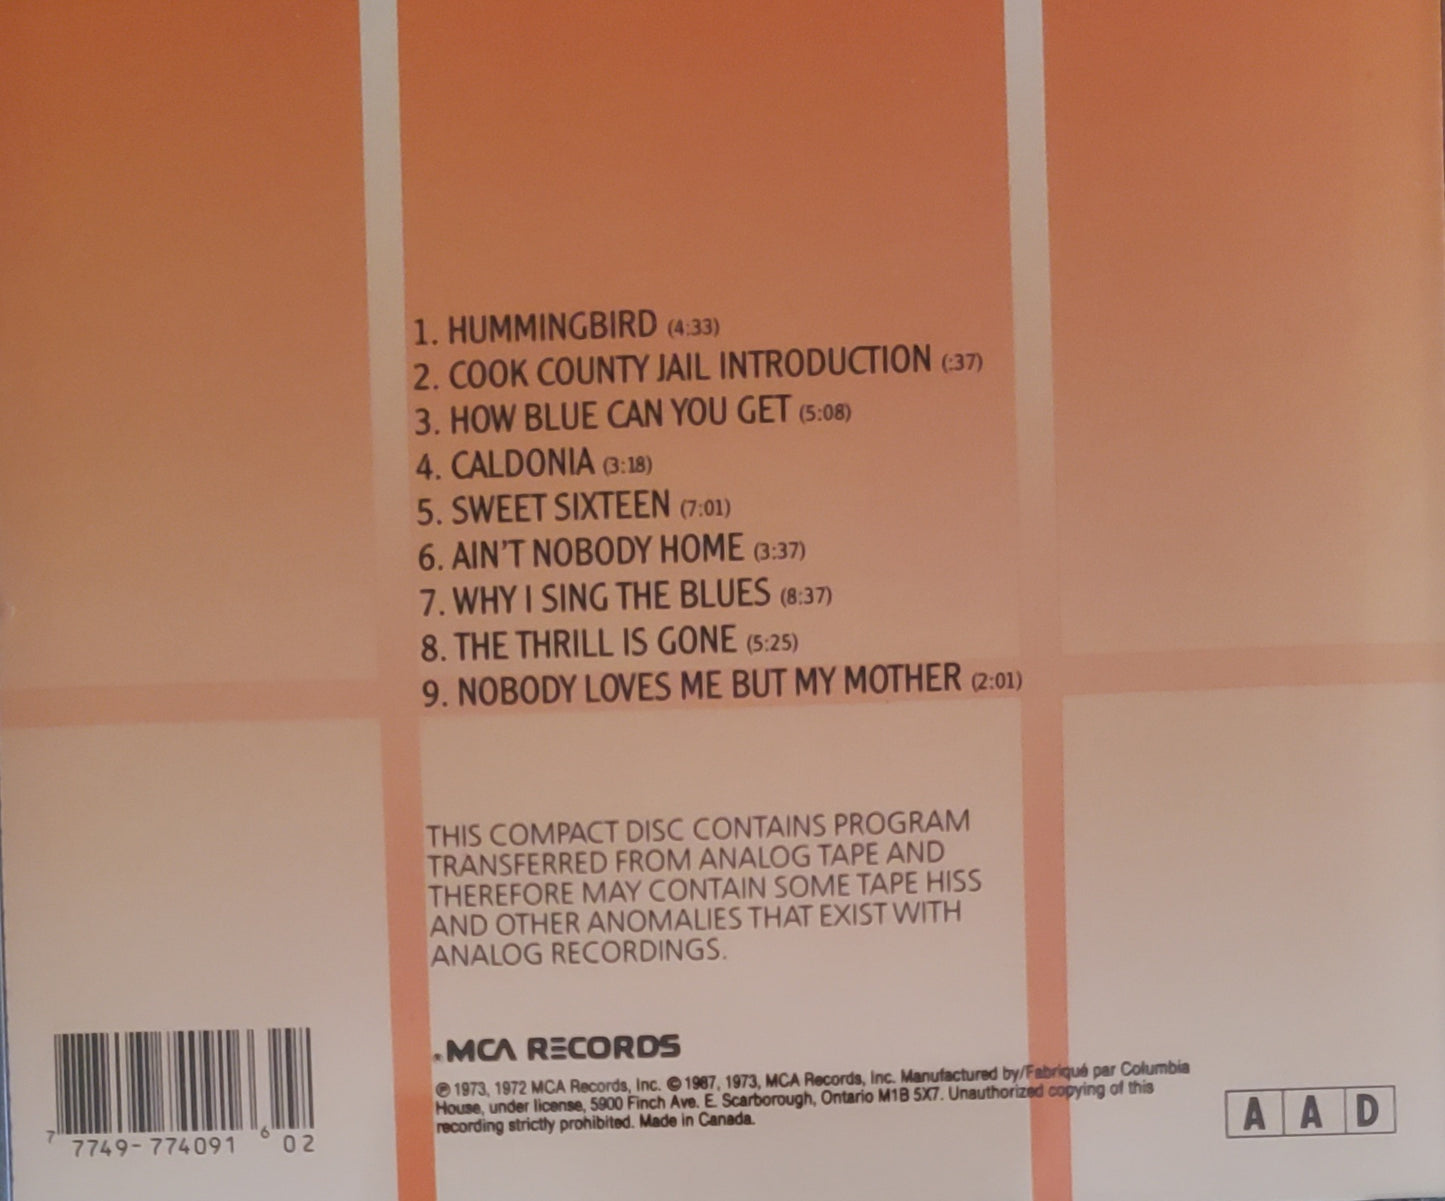 1. HUMMINGBIRD (4:33)
2. COOK COUNTY JAIL INTRODUCTION (:37)
3. HOW BLUE CAN YOU GET (5:08)
4. CALDONIA (3:18)
5. SWEET SIXTEEN (7:01)
6. AIN'T NOBODY HOME (3:37)
7. WHY I SING THE BLUES (8:37)
8. THE THRILL IS GONE (5:25)
9. NOBODY LOVES ME BUT MY MOTHER (2:01)
THIS COMPACT DISC CONTAINS PROGRAM
TRANSFERRED FROM ANALOG TAPE AND
THEREFORE MAY CONTAIN SOME TAPE HISS
AND OTHER ANOMALIES THAT EXIST WITH
ANALOG RECORDINGS.
MCA RECORDS
℗ 1973, 1972 MCA Records, Inc. © 1987, 1973, MCA Records, Inc. Manufactured by/Fabriqué par Columbia
House, under license, 5900 Finch Ave. E. Scarborough, Ontario M1B 5X7. Unauthorized copying of this
recording strictly prohibited. Made in Canada.
7 7749-774091 6 02
A A D